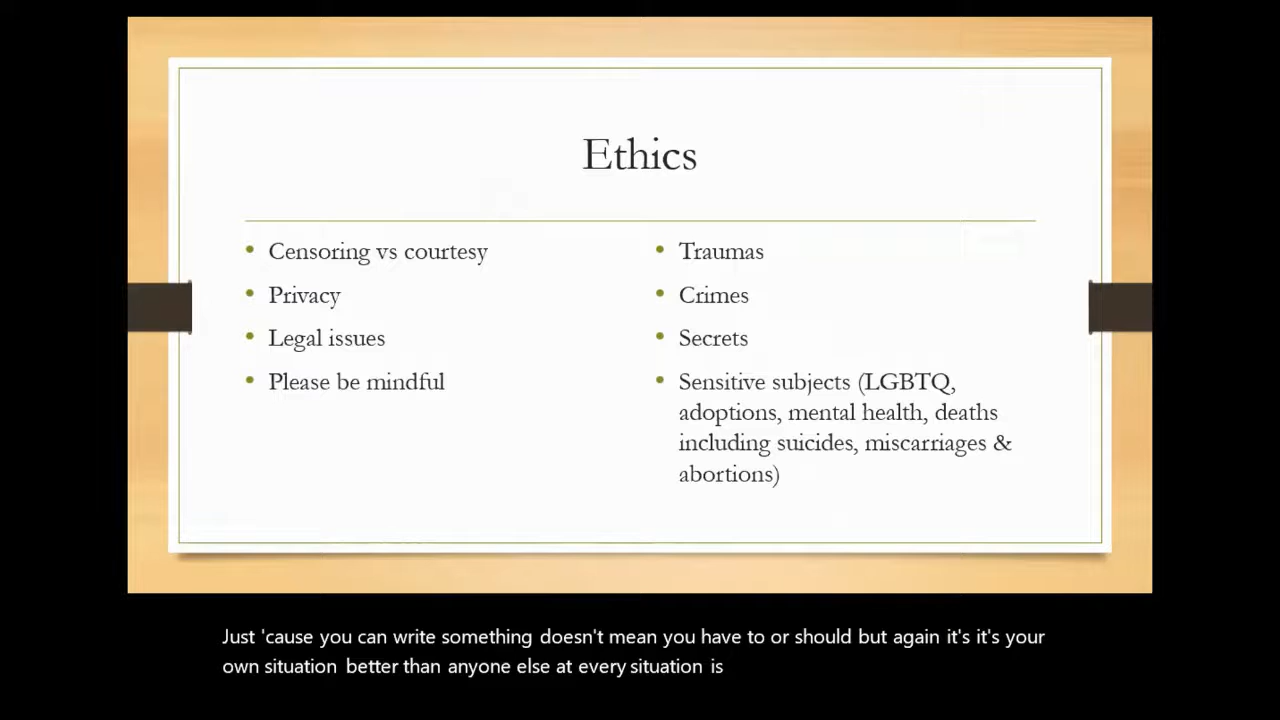 Ethics
Censoring vs courtesy
Privacy
Legal issues
Please be mindful
Traumas
Crimes
Secrets
Sensitive subjects (LGBTQ,
adoptions, mental health, deaths
including suicides, miscarriages &
abortions)
Just 'cause you can write something doesn't mean you have to or should but again it's it's your
own situation better than anyone else at every situation is